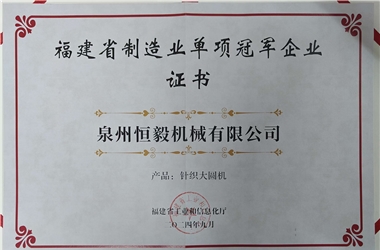 福建省制造业单项冠军企业
证书
泉州恒毅机械有限公司
产品：针织大圆机
福建省工业和信息化厅
二〇二四年九月